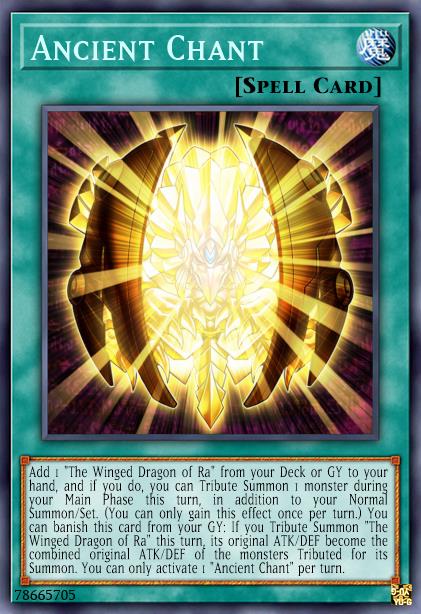 Ancient Chant
魔
[Spell Card]
Add 1 "The Winged Dragon of Ra" from your Deck or GY to your
hand, and if you do, you can Tribute Summon 1 monster during
your Main Phase this turn, in addition to your Normal
Summon/Set. (You can only gain this effect once per turn.) You
can banish this card from your GY: If you Tribute Summon "The
Winged Dragon of Ra" this turn, its original ATK/DEF become the
combined original ATK/DEF of the monsters Tributed for its
Summon. You can only activate 1 "Ancient Chant" per turn.
78665705